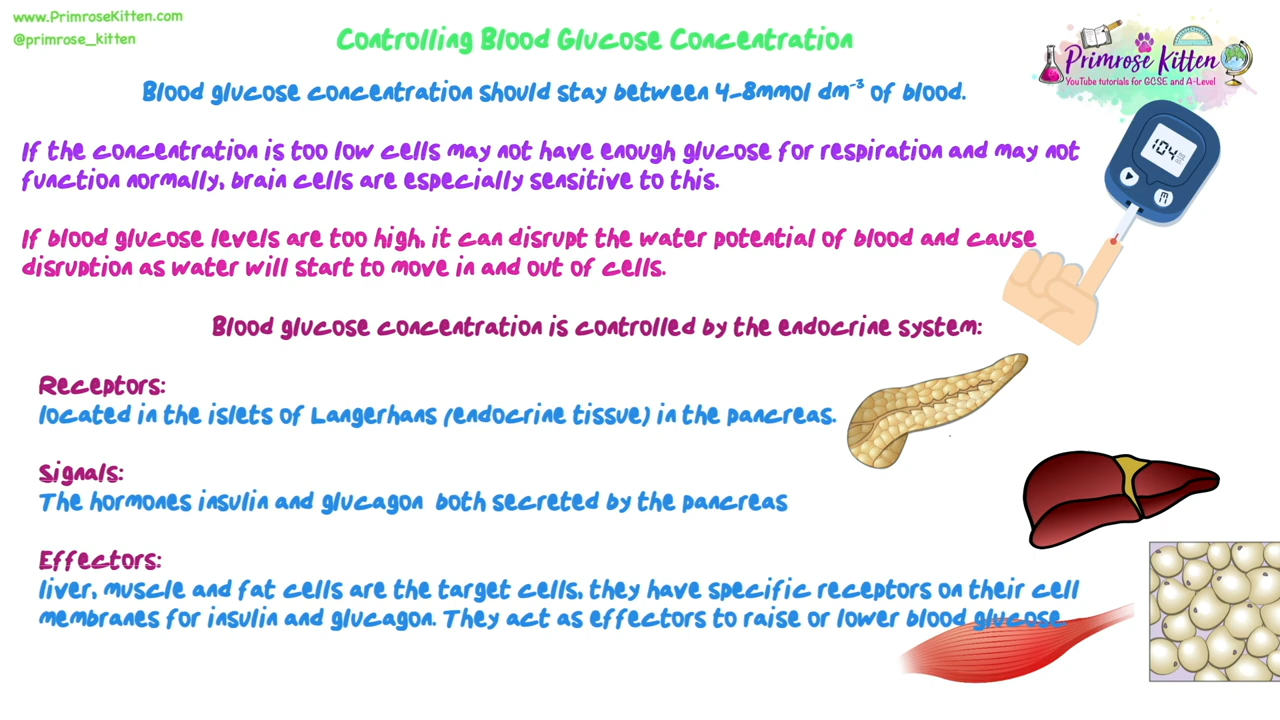 www.PrimroseKitten.com
@primrose_kitten
Controlling Blood Glucose Concentration
Primrose Kitten
YouTube tutorials for GCSE and A-Level
Blood glucose concentration should stay between 4-8mmol dm⁻³ of blood.
104
M
If the concentration is too low cells may not have enough glucose for respiration and may not
function normally, brain cells are especially sensitive to this.
If blood glucose levels are too high, it can disrupt the water potential of blood and cause
disruption as water will start to move in and out of cells.
Blood glucose concentration is controlled by the endocrine system:
Receptors:
located in the islets of Langerhans (endocrine tissue) in the pancreas.
Signals:
The hormones insulin and glucagon both secreted by the pancreas
Effectors:
liver, muscle and fat cells are the target cells, they have specific receptors on their cell
membranes for insulin and glucagon. They act as effectors to raise or lower blood glucose